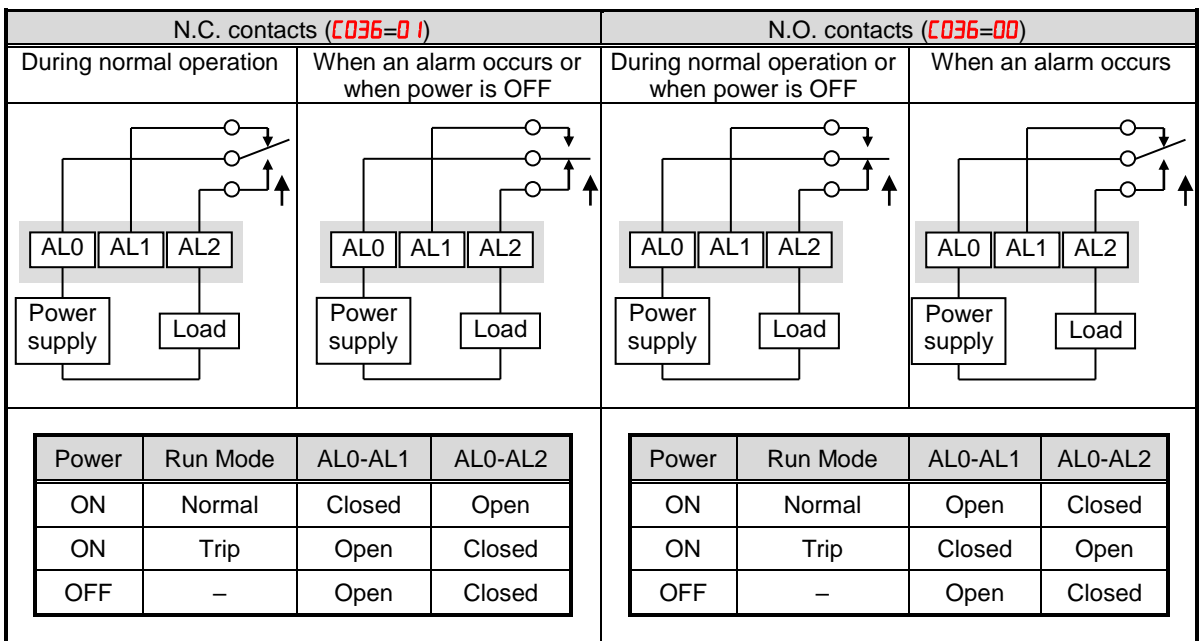 N.C. contacts (C036=01)
N.O. contacts (C036=00)
During normal operation
When an alarm occurs or
when power is OFF
During normal operation or
when power is OFF
When an alarm occurs
AL0 AL1 AL2
Power
supply
Load
AL0 AL1 AL2
Power
supply
Load
AL0 AL1 AL2
Power
supply
Load
AL0 AL1 AL2
Power
supply
Load
Power Run Mode AL0-AL1 AL0-AL2
ON Normal Closed Open
ON Trip Open Closed
OFF – Open Closed
Power Run Mode AL0-AL1 AL0-AL2
ON Normal Open Closed
ON Trip Closed Open
OFF – Open Closed